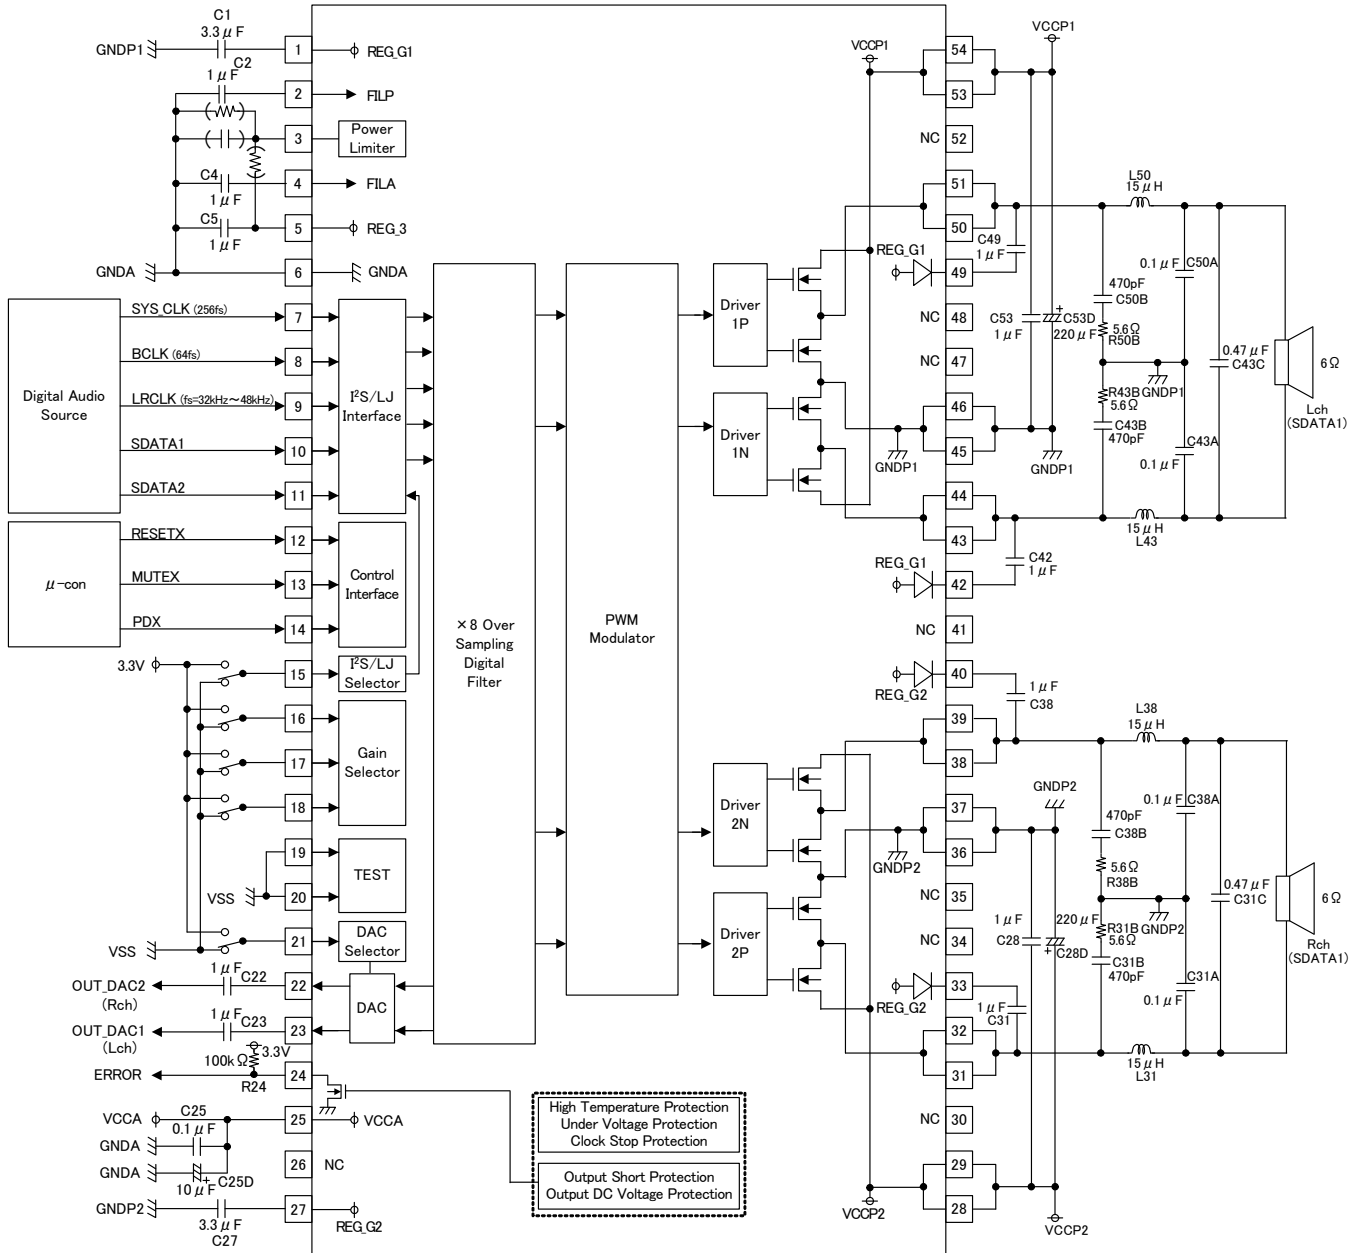 C1
3.3μF
GNDP1
1
REG_G1
C2
1μF
2
FILP
3
Power
Limiter
C4
1μF
4
FILA
C5
1μF
5
REG_3
GNDA
6
GNDA
Digital Audio
Source
SYS_CLK (256fs)
7
BCLK (64fs)
8
LRCLK (fs=32kHz~48kHz)
9
SDATA1
10
SDATA2
11
I²S/LJ
Interface
μ-con
RESETX
12
MUTEX
13
PDX
14
Control
Interface
3.3V
15
I²S/LJ
Selector
16
17
18
Gain
Selector
VSS
19
20
TEST
VSS
21
DAC
Selector
OUT_DAC2
(Rch)
1μF
C22
22
DAC
OUT_DAC1
(Lch)
1μF
C23
23
3.3V
100kΩ
R24
ERROR
24
VCCA
C25
0.1μF
25
VCCA
GNDA
GNDA
+
C25D
10μF
26
NC
GNDP2
3.3μF
C27
27
REG_G2
×8 Over
Sampling
Digital
Filter
PWM
Modulator
Driver
1P
Driver
1N
Driver
2N
Driver
2P
High Temperature Protection
Under Voltage Protection
Clock Stop Protection
Output Short Protection
Output DC Voltage Protection
VCCP1
VCCP1
54
53
NC
52
51
50
REG_G1
49
C49
1μF
NC
48
NC
47
46
45
GNDP1
GNDP1
44
43
REG_G1
42
C42
1μF
NC
41
C53
1μF
+
C53D
220μF
L50
15μH
470pF
C50B
5.6Ω
R50B
R43B
5.6Ω
C43B
470pF
GNDP1
0.1μF
C50A
C43A
0.1μF
0.47μF
C43C
15μH
L43
6Ω
Lch
(SDATA1)
REG_G2
40
1μF
C38
39
38
37
36
GNDP2
GNDP2
NC
35
NC
34
REG_G2
33
1μF
C31
32
31
NC
30
29
28
VCCP2
VCCP2
1μF
C28
220μF
+
C28D
L38
15μH
470pF
C38B
5.6Ω
R38B
R31B
5.6Ω
C31B
470pF
GNDP2
0.1μF
C38A
C31A
0.1μF
0.47μF
C31C
15μH
L31
6Ω
Rch
(SDATA1)